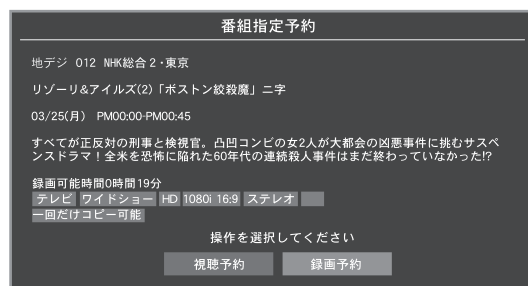 番組指定予約
地デジ 012 NHK総合2・東京
リゾーリ&アイルズ(2)「ボストン絞殺魔」二字
03/25(月) PM00:00-PM00:45
すべてが正反対の刑事と検視官。凸凹コンビの女2人が大都会の凶悪事件に挑むサスペ
ンスドラマ！全米を恐怖に陥れた60年代の連続殺人事件はまだ終わっていなかった!?
録画可能時間0時間19分
テレビ ワイドショー HD 1080i 16:9 ステレオ
一回だけコピー可能
操作を選択してください
視聴予約 録画予約